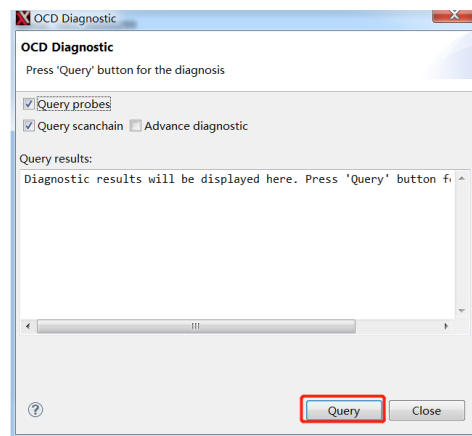 OCD Diagnostic
OCD Diagnostic
Press 'Query' button for the diagnosis
Query probes
Query scanchain Advance diagnostic
Query results:
Diagnostic results will be displayed here. Press 'Query' button
Query Close